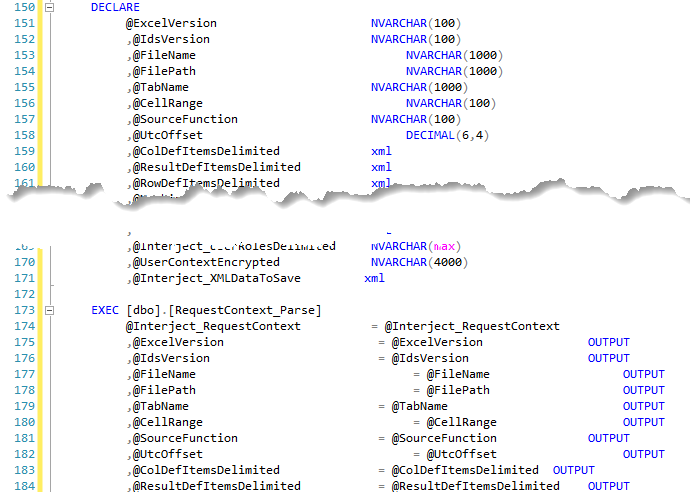 150 DECLARE
151 @ExcelVersion NVARCHAR(100)
152 ,@IdsVersion NVARCHAR(100)
153 ,@FileName NVARCHAR(1000)
154 ,@FilePath NVARCHAR(1000)
155 ,@TabName NVARCHAR(1000)
156 ,@CellRange NVARCHAR(100)
157 ,@SourceFunction NVARCHAR(100)
158 ,@UtcOffset DECIMAL(6,4)
159 ,@ColDefItemsDelimited xml
160 ,@ResultDefItemsDelimited xml
161 ,@RowDefItemsDelimited xml
169 ,@Interject_UserRolesDelimited NVARCHAR(max)
170 ,@UserContextEncrypted NVARCHAR(4000)
171 ,@Interject_XMLDataToSave xml
172
173 EXEC [dbo].[RequestContext_Parse]
174 @Interject_RequestContext = @Interject_RequestContext
175 ,@ExcelVersion = @ExcelVersion OUTPUT
176 ,@IdsVersion = @IdsVersion OUTPUT
177 ,@FileName = @FileName OUTPUT
178 ,@FilePath = @FilePath OUTPUT
179 ,@TabName = @TabName OUTPUT
180 ,@CellRange = @CellRange OUTPUT
181 ,@SourceFunction = @SourceFunction OUTPUT
182 ,@UtcOffset = @UtcOffset OUTPUT
183 ,@ColDefItemsDelimited = @ColDefItemsDelimited OUTPUT
184 ,@ResultDefItemsDelimited = @ResultDefItemsDelimited OUTPUT